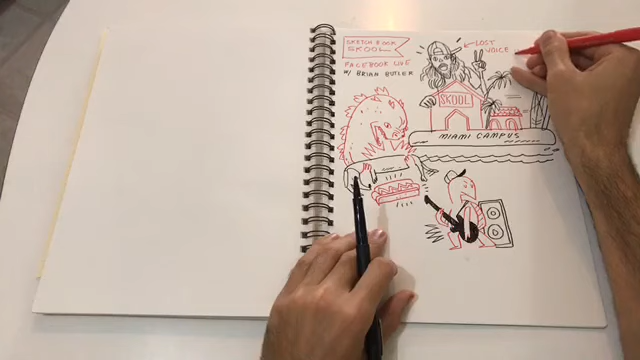 SKETCH BOOK
SKOOL
FACEBOOK LIVE
W/ BRIAN BUTLER
LOST
VOICE
SKOOL
MIAMI CAMPUS